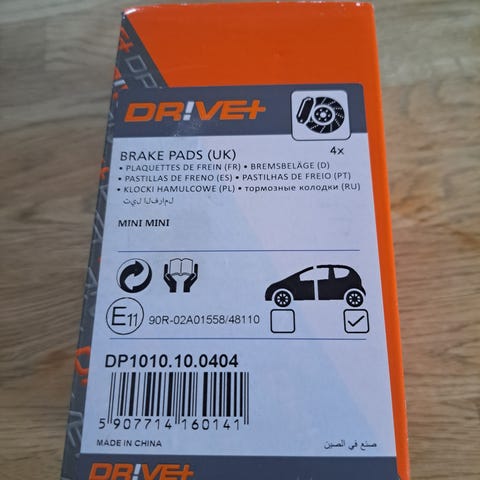 DR!VE+
4x
BRAKE PADS (UK)
• PLAQUETTES DE FREIN (FR) • BREMSBELÄGE (D)
• PASTILLAS DE FRENO (ES) • PASTILHAS DE FREIO (PT)
• KLOCKI HAMULCOWE (PL) • тормозные колодки (RU)
تيل الفرامل
MINI MINI
E11 90R-02A01558/48110
DP1010.10.0404
5 907714 160141
MADE IN CHINA صنع في الصين
DR!VE+